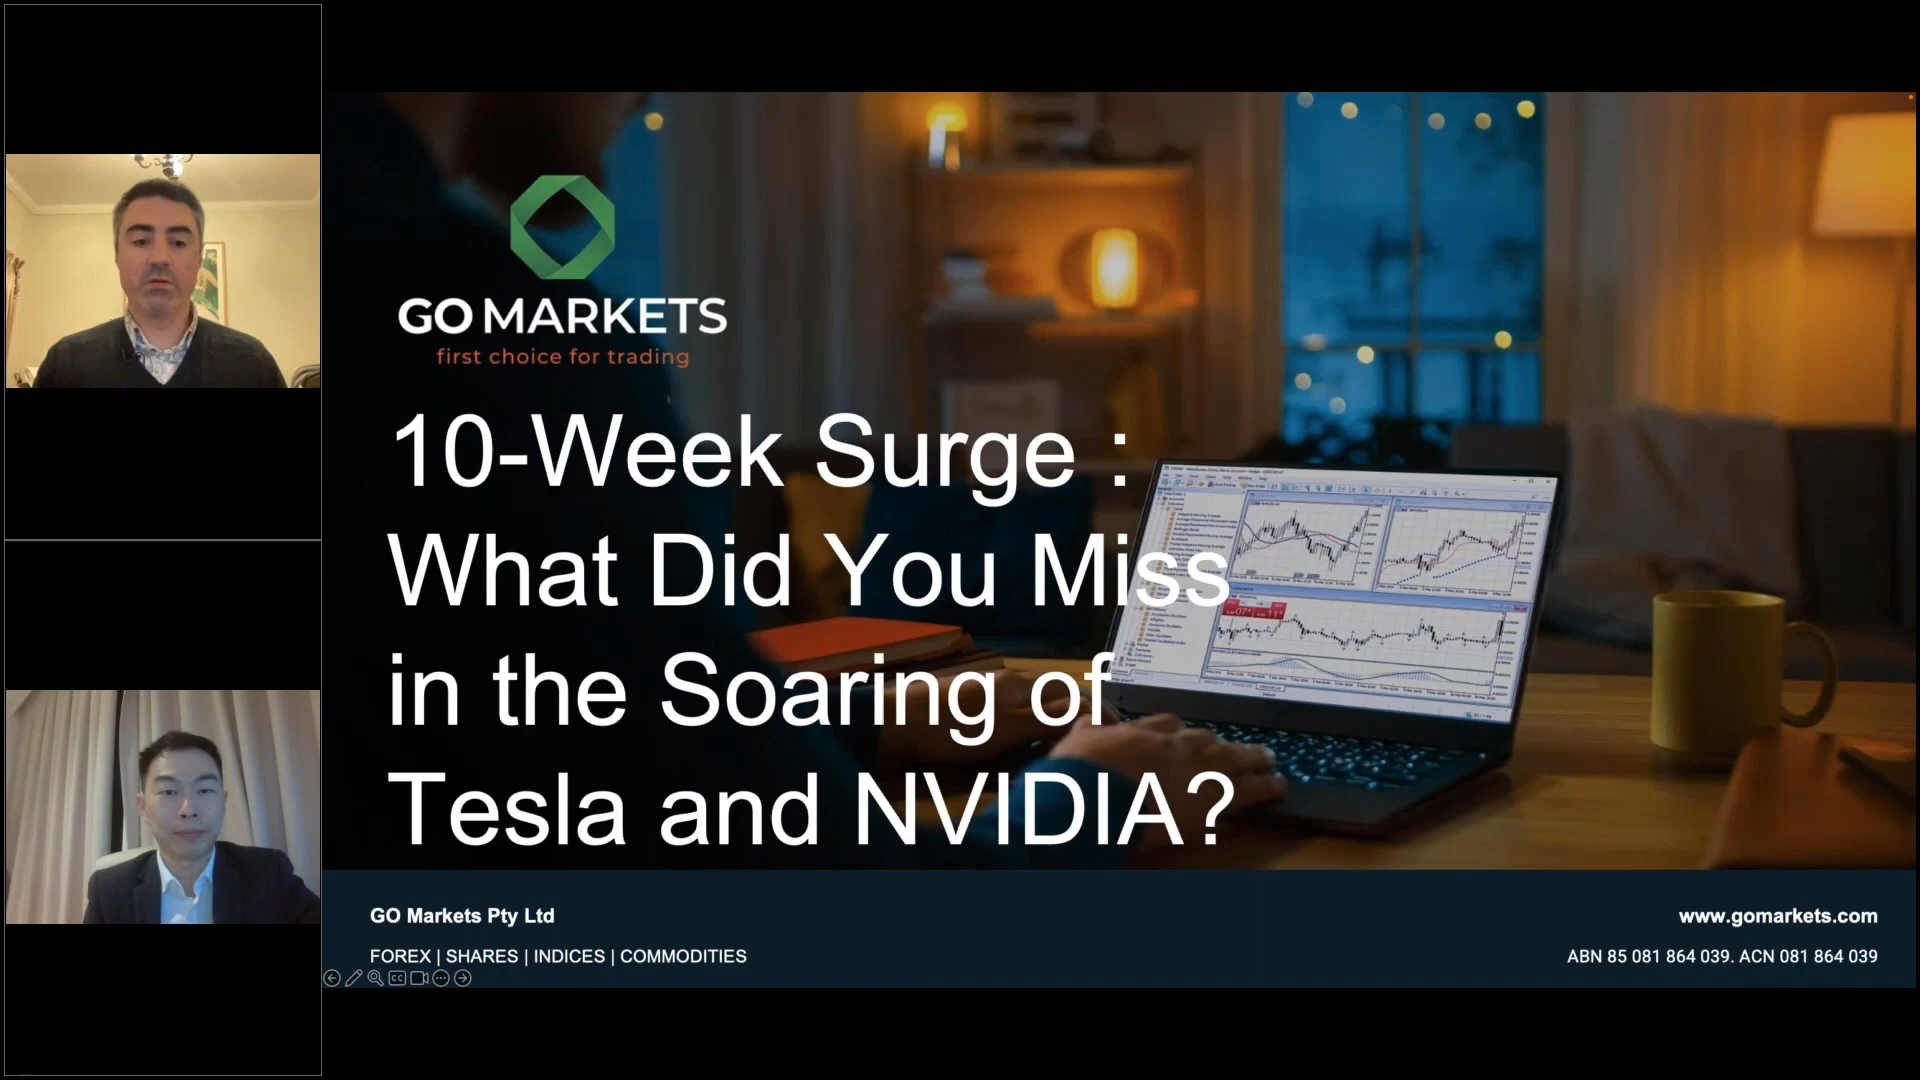 GO MARKETS
first choice for trading
10-Week Surge :
What Did You Miss
in the Soaring of
Tesla and NVIDIA?
GO Markets Pty Ltd
www.gomarkets.com
FOREX | SHARES | INDICES | COMMODITIES
ABN 85 081 864 039. ACN 081 864 039